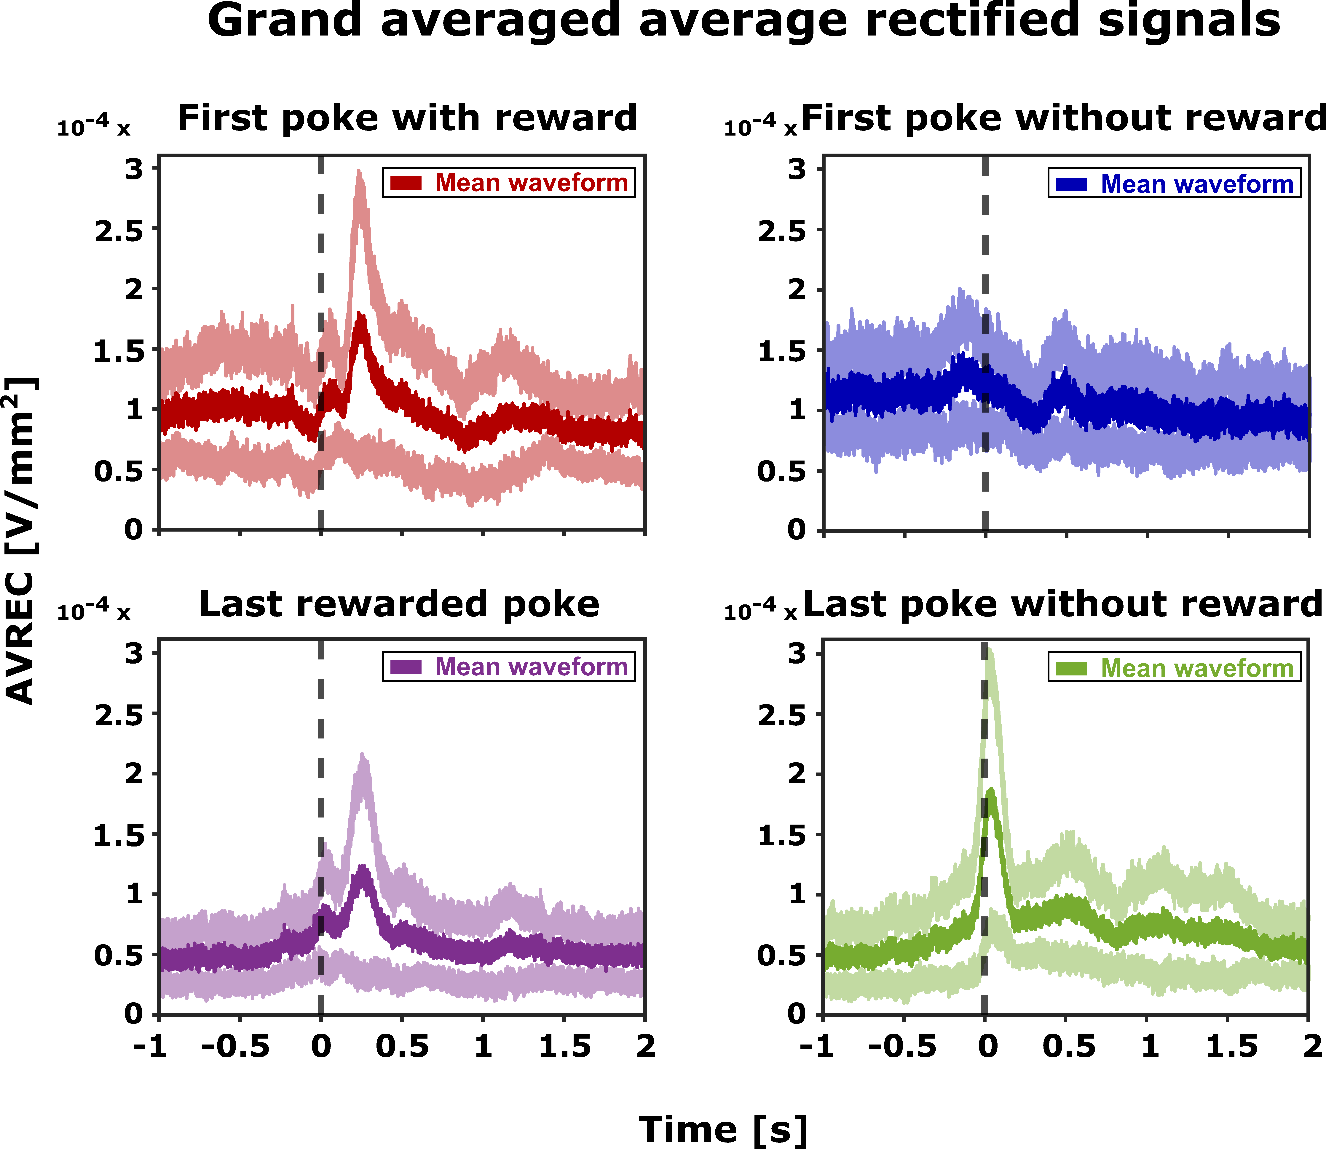 Grand averaged average rectified signals
First poke with reward
10⁻⁴ x
Mean waveform
3
2.5
2
1.5
1
0.5
0
First poke without reward
10⁻⁴ x
Mean waveform
3
2.5
2
1.5
1
0.5
0
AVREC [V/mm²]
Last rewarded poke
10⁻⁴ x
Mean waveform
3
2.5
2
1.5
1
0.5
0
-1 -0.5 0 0.5 1 1.5 2
Last poke without reward
10⁻⁴ x
Mean waveform
3
2.5
2
1.5
1
0.5
0
-1 -0.5 0 0.5 1 1.5 2
Time [s]